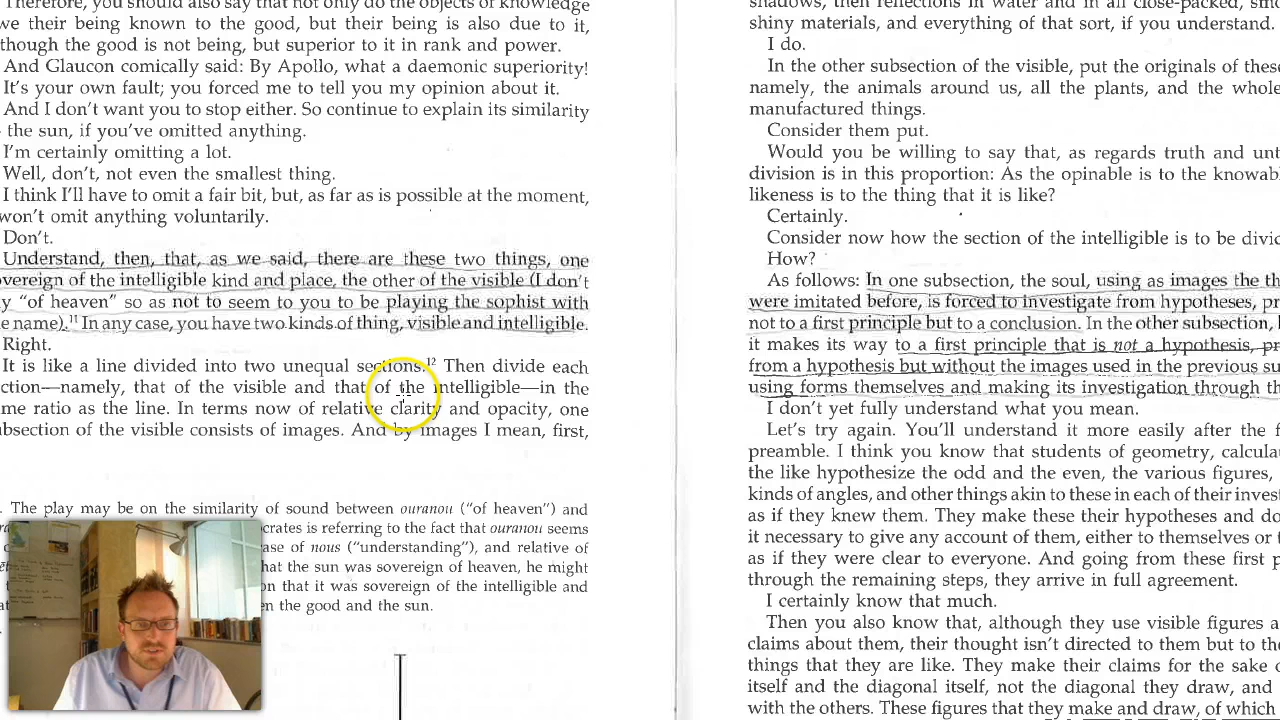 Therefore, you should also say that not only do the objects of knowledge
we their being known to the good, but their being is also due to it,
though the good is not being, but superior to it in rank and power.
And Glaucon comically said: By Apollo, what a daemonic superiority!
It's your own fault; you forced me to tell you my opinion about it.
And I don't want you to stop either. So continue to explain its similarity
the sun, if you've omitted anything.
I'm certainly omitting a lot.
Well, don't, not even the smallest thing.
I think I'll have to omit a fair bit, but, as far as is possible at the moment,
won't omit anything voluntarily.
Don't.
Understand, then, that, as we said, there are these two things, one
overeign of the intelligible kind and place, the other of the visible (I don't
y "of heaven" so as not to seem to you to be playing the sophist with
e name).11 In any case, you have two kinds of thing, visible and intelligible.
Right.
It is like a line divided into two unequal sections.12 Then divide each
ction—namely, that of the visible and that of the intelligible—in the
me ratio as the line. In terms now of relative clarity and opacity, one
bsection of the visible consists of images. And by images I mean, first,
. The play may be on the similarity of sound between ouranou ("of heaven") and
crates is referring to the fact that ouranou seems
ase of nous ("understanding"), and relative of
hat the sun was sovereign of heaven, he might
on that it was sovereign of the intelligible and
en the good and the sun.
shadows, then reflections in water and in all close-packed, smo
shiny materials, and everything of that sort, if you understand.
I do.
In the other subsection of the visible, put the originals of these
namely, the animals around us, all the plants, and the whole
manufactured things.
Consider them put.
Would you be willing to say that, as regards truth and unt
division is in this proportion: As the opinable is to the knowab
likeness is to the thing that it is like?
Certainly.
Consider now how the section of the intelligible is to be divid
How?
As follows: In one subsection, the soul, using as images the th
were imitated before, is forced to investigate from hypotheses, pr
not to a first principle but to a conclusion. In the other subsection, 
it makes its way to a first principle that is not a hypothesis, pr
from a hypothesis but without the images used in the previous su
using forms themselves and making its investigation through th
I don't yet fully understand what you mean.
Let's try again. You'll understand it more easily after the f
preamble. I think you know that students of geometry, calcula
the like hypothesize the odd and the even, the various figures,
kinds of angles, and other things akin to these in each of their inves
as if they knew them. They make these their hypotheses and do
it necessary to give any account of them, either to themselves or t
as if they were clear to everyone. And going from these first p
through the remaining steps, they arrive in full agreement.
I certainly know that much.
Then you also know that, although they use visible figures a
claims about them, their thought isn't directed to them but to th
things that they are like. They make their claims for the sake o
itself and the diagonal itself, not the diagonal they draw, and
with the others. These figures that they make and draw, of which